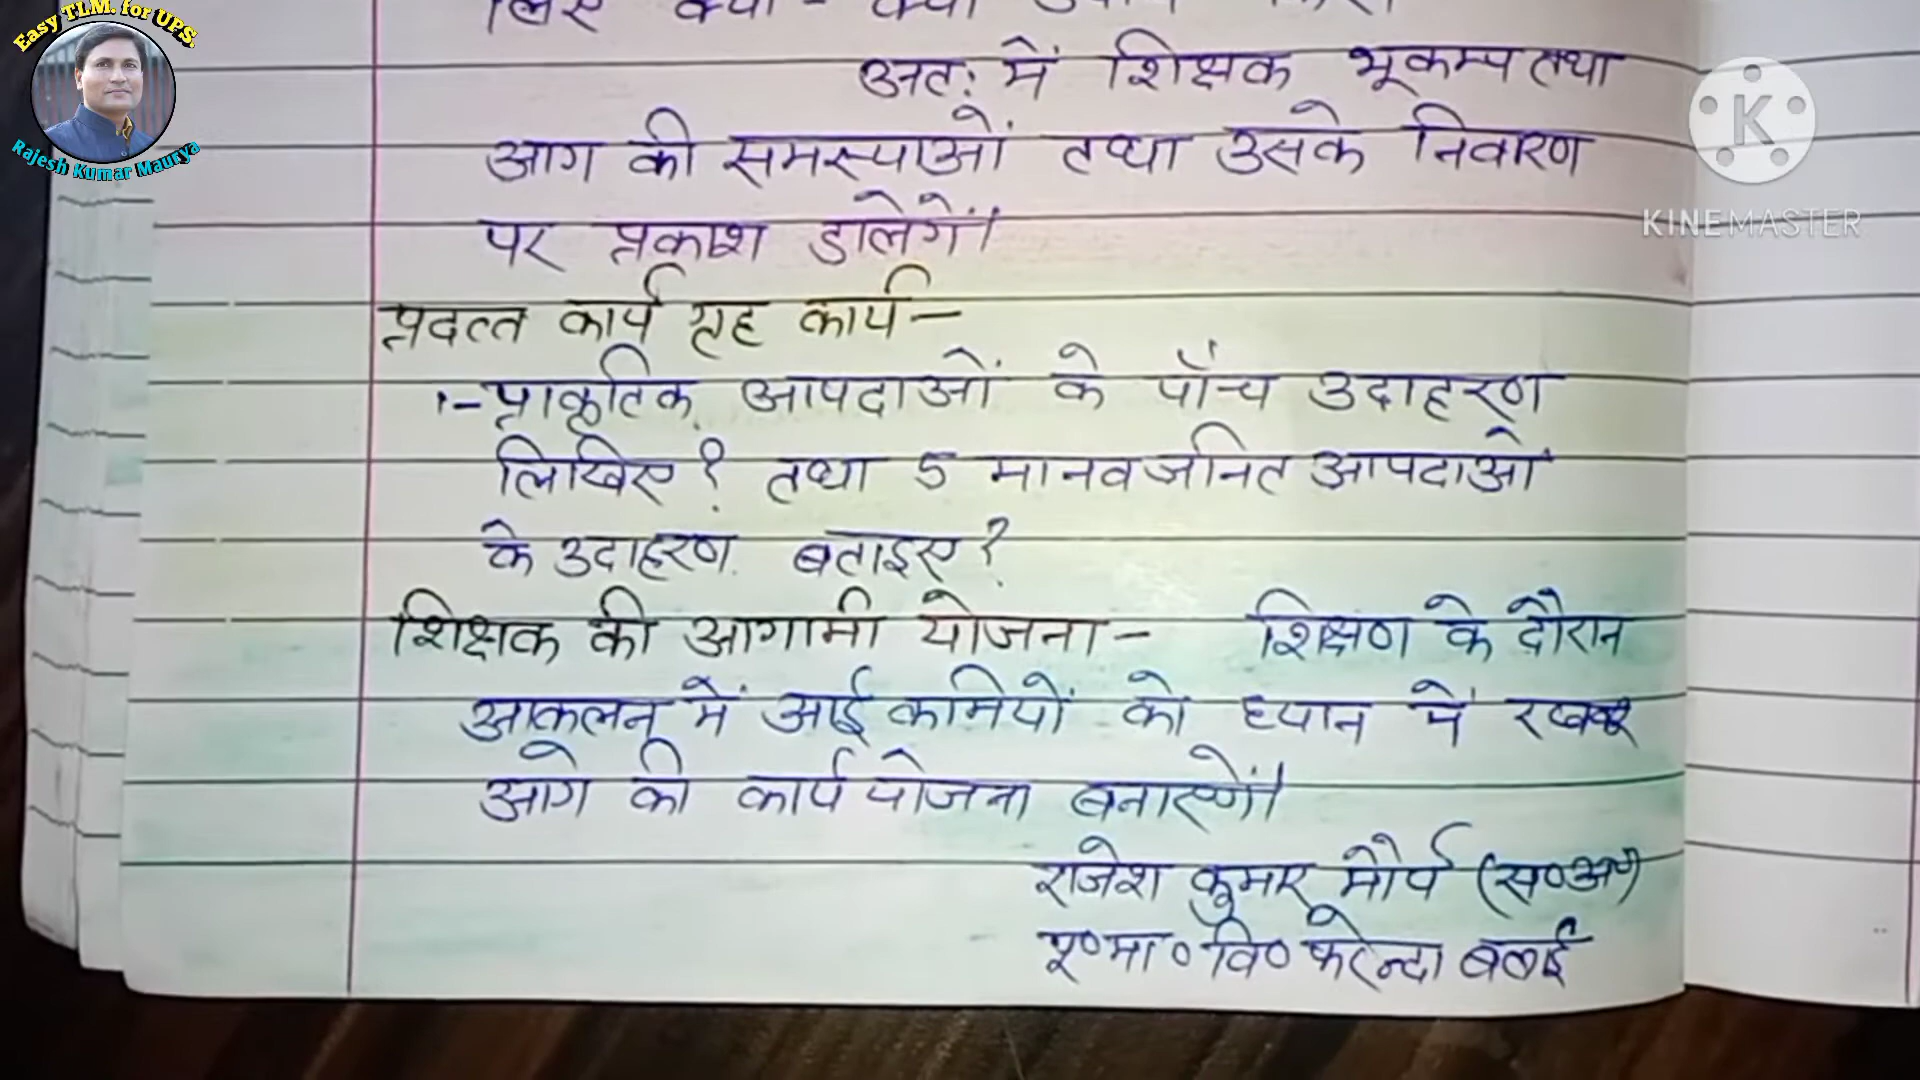 Easy TLM. for UPS.
Rajesh Kumar Maurya
लिए क्या - क्या
अतः में शिक्षक भूकम्प तथा
आग की समस्याओं तथा उसके निवारण
पर प्रकाश डालेगें।
प्रदत्त कार्य गृह कार्य -
1- प्राकृतिक आपदाओं के पाँच उदाहरण
लिखिए? तथा 5 मानवजनित आपदाओं
के उदाहरण बताइए?
शिक्षक की आगामी योजना - शिक्षण के दौरान
आकलन में आई कमियों को ध्यान में रखकर
आगे की कार्य योजना बनाएगें।
राजेश कुमार मौर्य (स०अ०)
पू०मा०वि० फरेन्दा
K
KINEMASTER